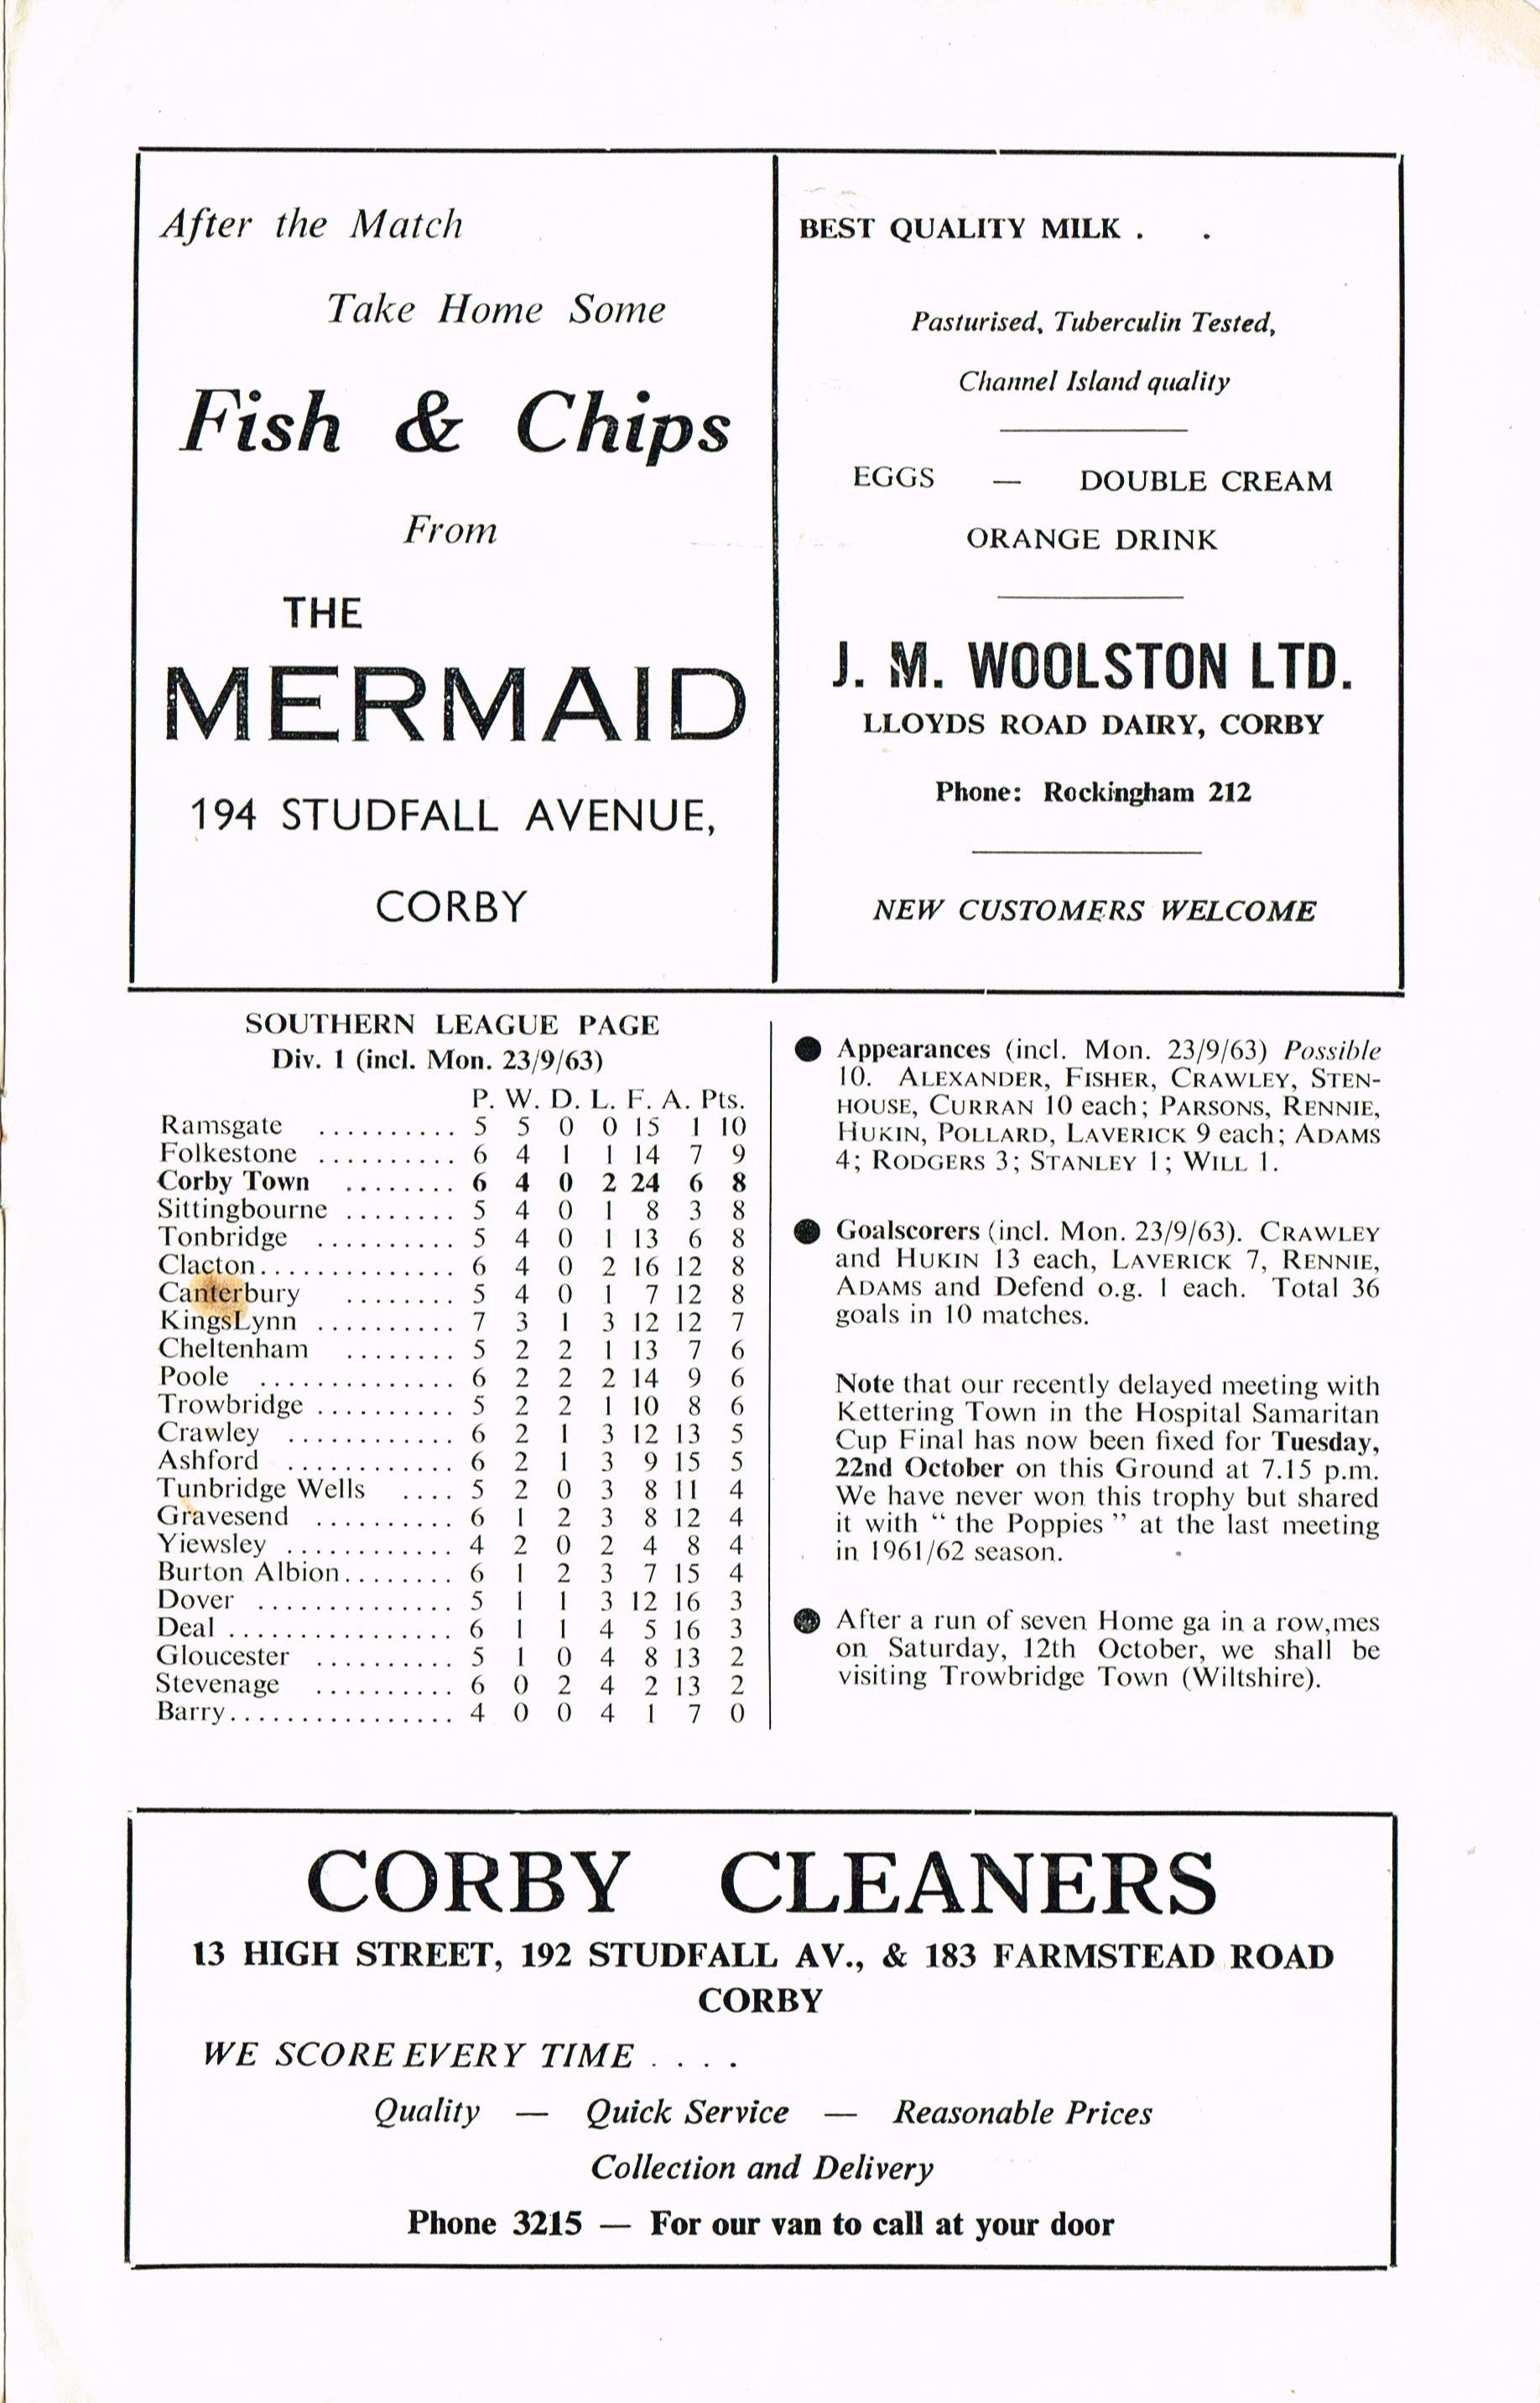 After the Match
Take Home Some
Fish & Chips
From
THE
MERMAID
194 STUDFALL AVENUE,
CORBY
BEST QUALITY MILK . .
Pasturised, Tuberculin Tested,
Channel Island quality
EGGS — DOUBLE CREAM
ORANGE DRINK
J. M. WOOLSTON LTD.
LLOYDS ROAD DAIRY, CORBY
Phone: Rockingham 212
NEW CUSTOMERS WELCOME
SOUTHERN LEAGUE PAGE
Div. 1 (incl. Mon. 23/9/63)
P. W. D. L. F. A. Pts.
Ramsgate .......... 5 5 0 0 15 1 10
Folkestone .......... 6 4 1 1 14 7 9
Corby Town ........ 6 4 0 2 24 6 8
Sittingbourne ........ 5 4 0 1 8 3 8
Tonbridge .......... 5 4 0 1 13 6 8
Clacton.............. 6 4 0 2 16 12 8
Canterbury ........ 5 4 0 1 7 12 8
KingsLynn .......... 7 3 1 3 12 12 7
Cheltenham ........ 5 2 2 1 13 7 6
Poole .............. 6 2 2 2 14 9 6
Trowbridge .......... 5 2 2 1 10 8 6
Crawley ............ 6 2 1 3 12 13 5
Ashford ............ 6 2 1 3 9 15 5
Tunbridge Wells .... 5 2 0 3 8 11 4
Gravesend .......... 6 1 2 3 8 12 4
Yiewsley ............ 4 2 0 2 4 8 4
Burton Albion........ 6 1 2 3 7 15 4
Dover .............. 5 1 1 3 12 16 3
Deal ................ 6 1 1 4 5 16 3
Gloucester .......... 5 1 0 4 8 13 2
Stevenage .......... 6 0 2 4 2 13 2
Barry................ 4 0 0 4 1 7 0
● Appearances (incl. Mon. 23/9/63) Possible
10. ALEXANDER, FISHER, CRAWLEY, STEN-
HOUSE, CURRAN 10 each; PARSONS, RENNIE,
HUKIN, POLLARD, LAVERICK 9 each; ADAMS
4; RODGERS 3; STANLEY 1; WILL 1.
● Goalscorers (incl. Mon. 23/9/63). CRAWLEY
and HUKIN 13 each, LAVERICK 7, RENNIE,
ADAMS and Defend o.g. 1 each. Total 36
goals in 10 matches.
Note that our recently delayed meeting with
Kettering Town in the Hospital Samaritan
Cup Final has now been fixed for Tuesday,
22nd October on this Ground at 7.15 p.m.
We have never won this trophy but shared
it with “ the Poppies ” at the last meeting
in 1961/62 season.
● After a run of seven Home ga in a row,mes
on Saturday, 12th October, we shall be
visiting Trowbridge Town (Wiltshire).
CORBY CLEANERS
13 HIGH STREET, 192 STUDFALL AV., & 183 FARMSTEAD ROAD
CORBY
WE SCORE EVERY TIME . . . .
Quality — Quick Service — Reasonable Prices
Collection and Delivery
Phone 3215 — For our van to call at your door